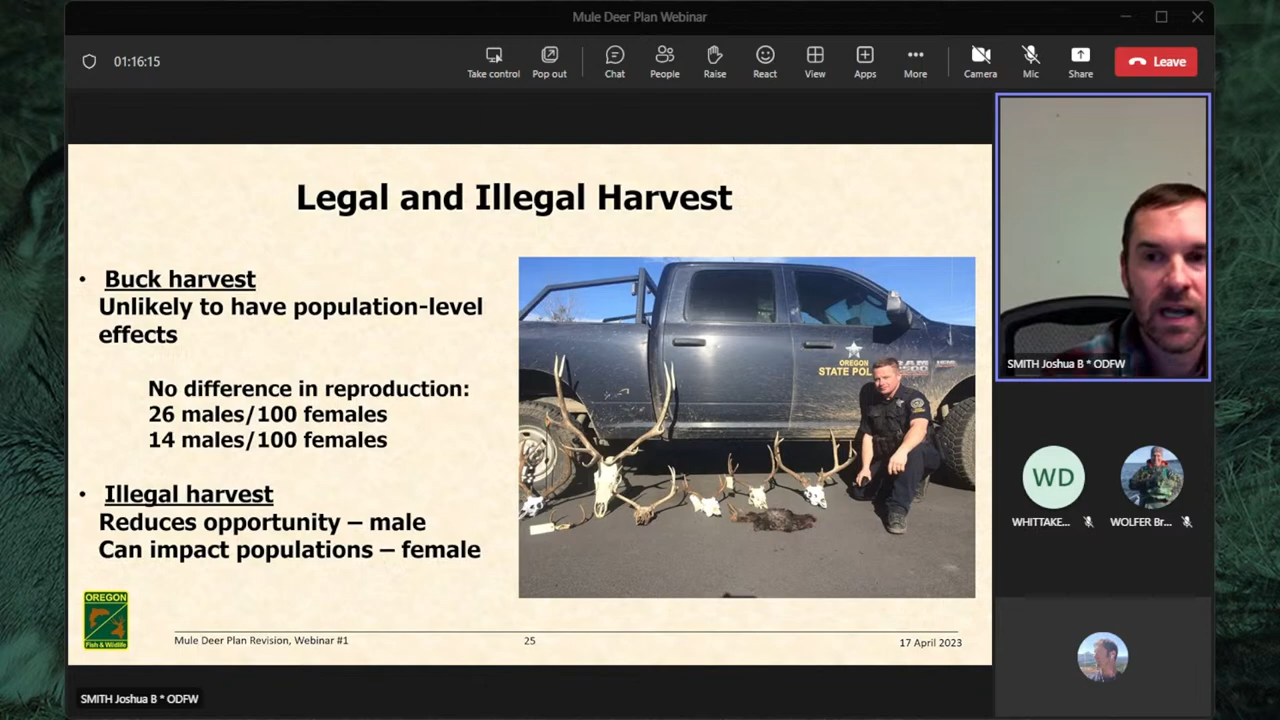 Mule Deer Plan Webinar
01:16:15
Take control
Pop out
Chat
People
Raise
React
View
Apps
More
Camera
Mic
Share
Leave
Legal and Illegal Harvest
• Buck harvest
Unlikely to have population-level
effects
No difference in reproduction:
26 males/100 females
14 males/100 females
• Illegal harvest
Reduces opportunity – male
Can impact populations – female
OREGON
STATE POL
RAM
OREGON
Fish & Wildlife
Mule Deer Plan Revision, Webinar #1
25
17 April 2023
SMITH Joshua B * ODFW
WD
WHITTAKE...
WOLFER Br...
SMITH Joshua B * ODFW